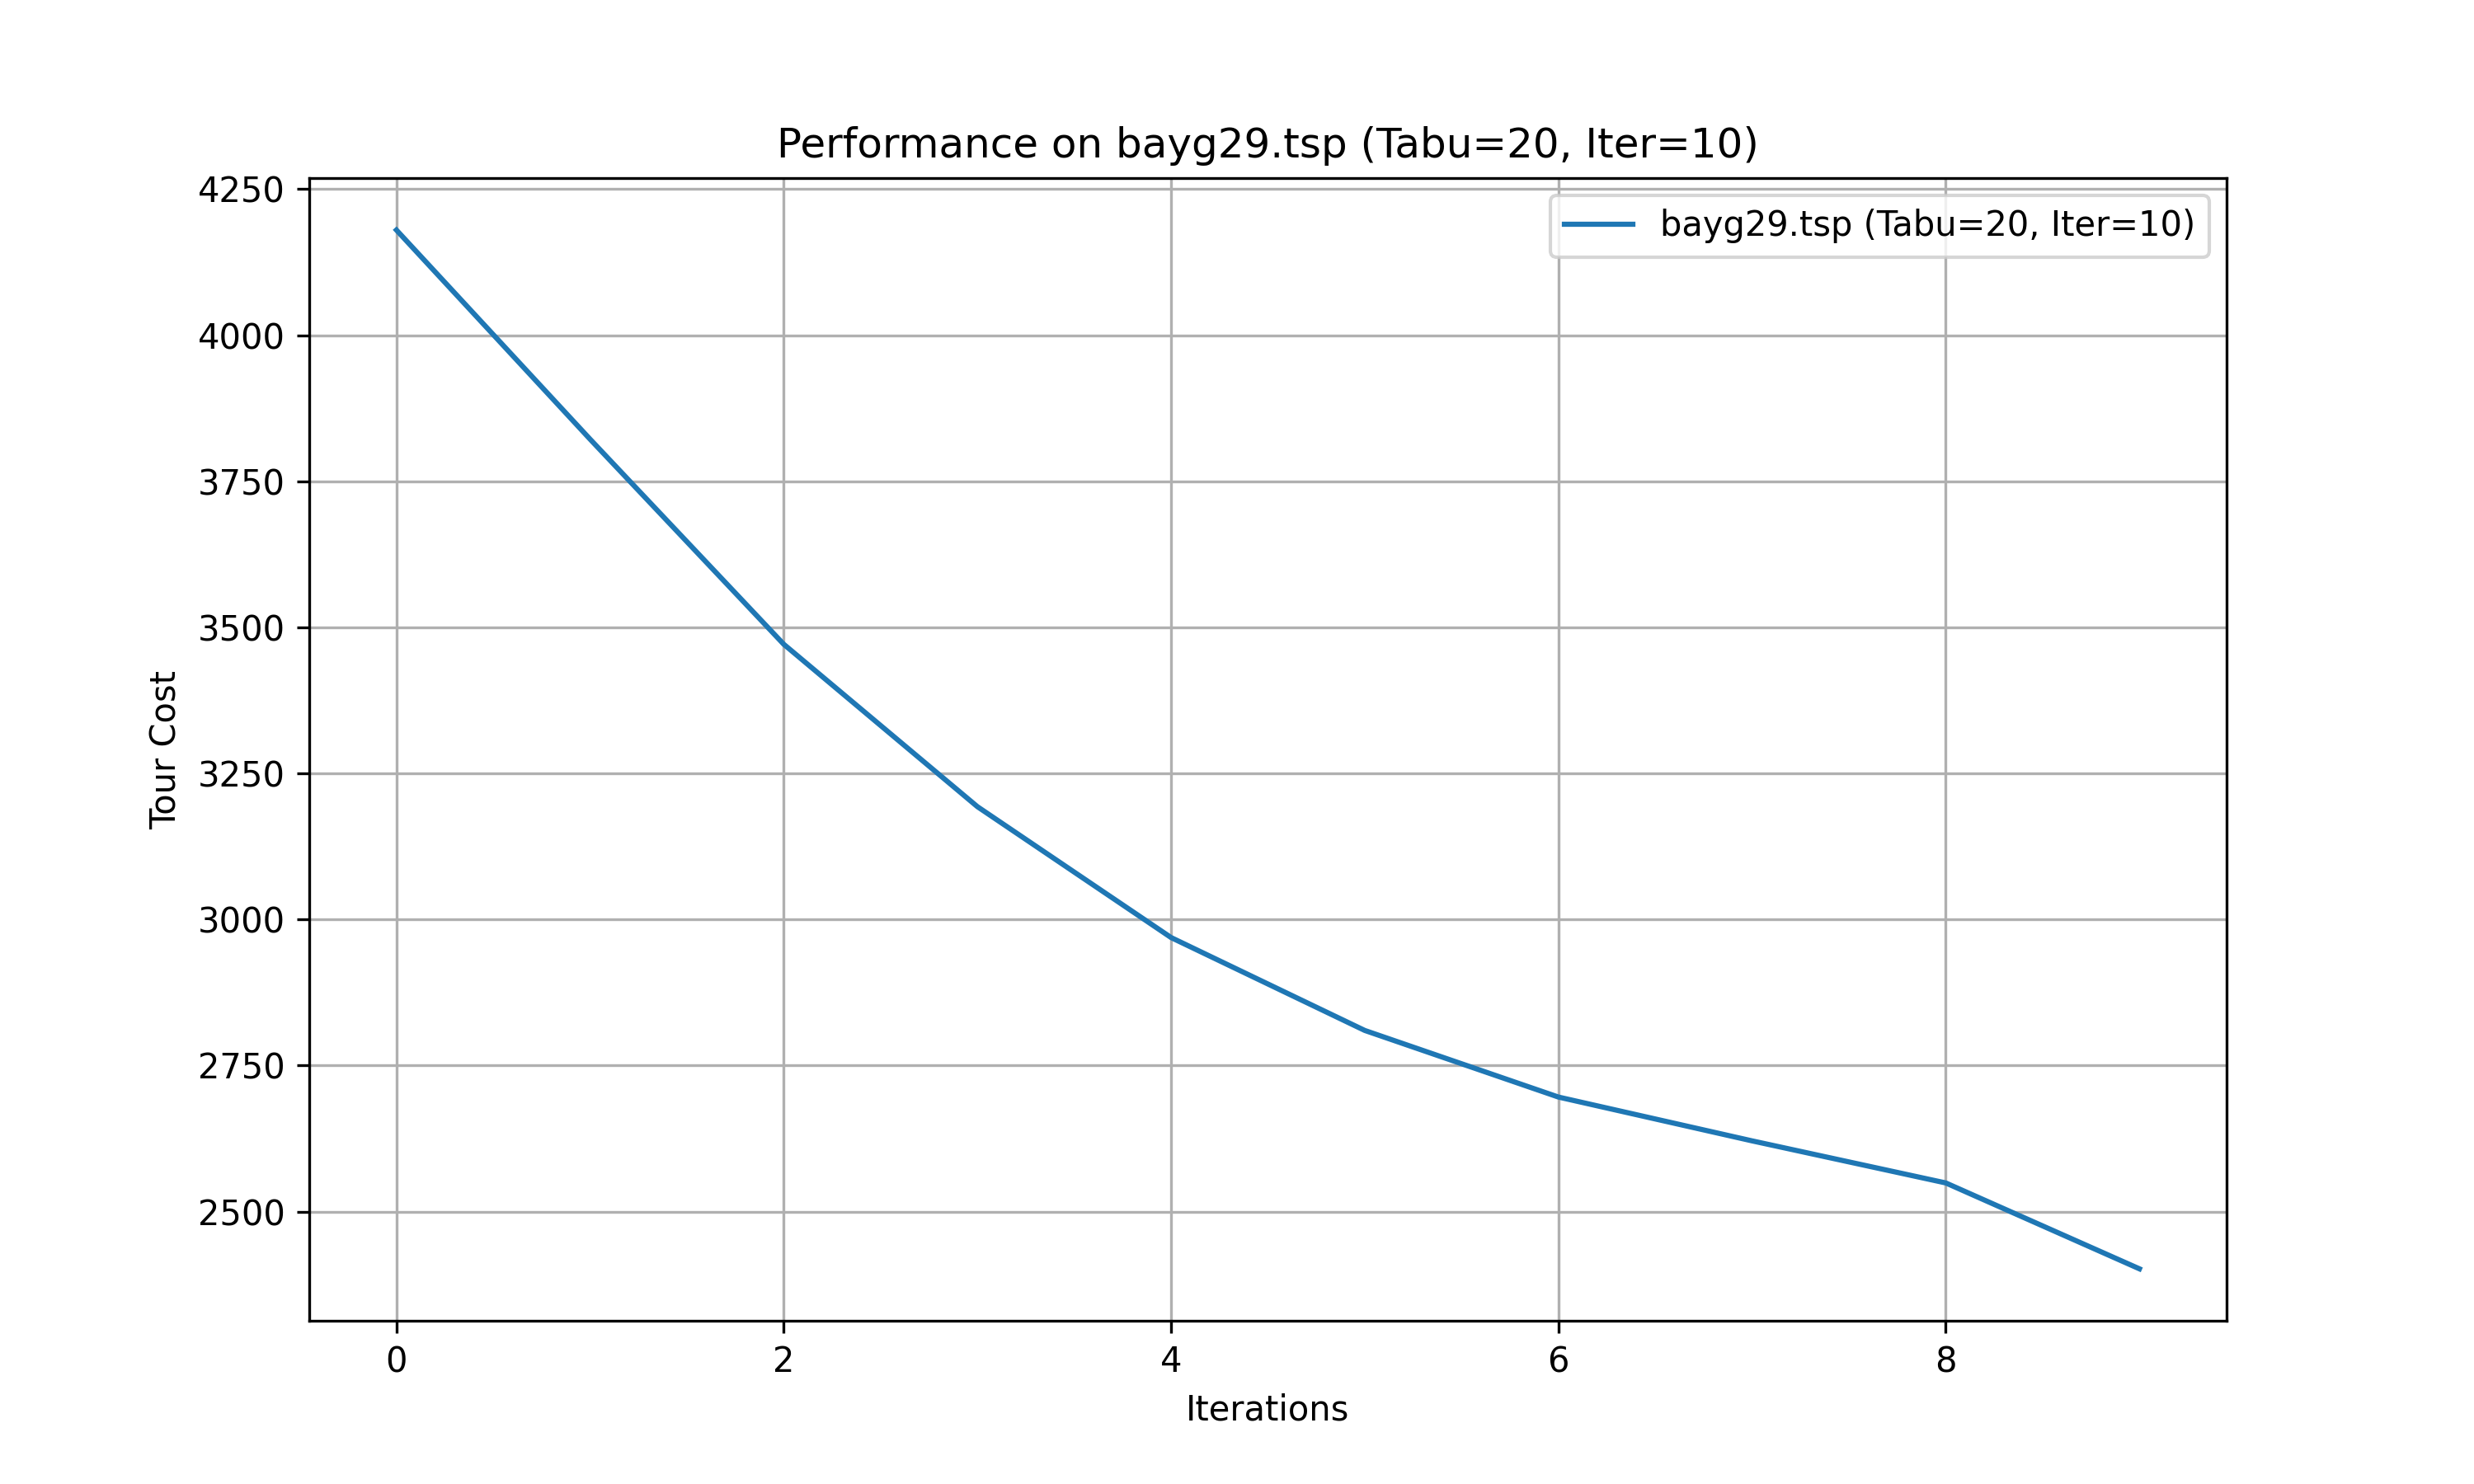 Performance on bayg29.tsp (Tabu=20, Iter=10)
bayg29.tsp (Tabu=20, Iter=10)
Tour Cost
4250
4000
3750
3500
3250
3000
2750
2500
0 2 4 6 8
Iterations